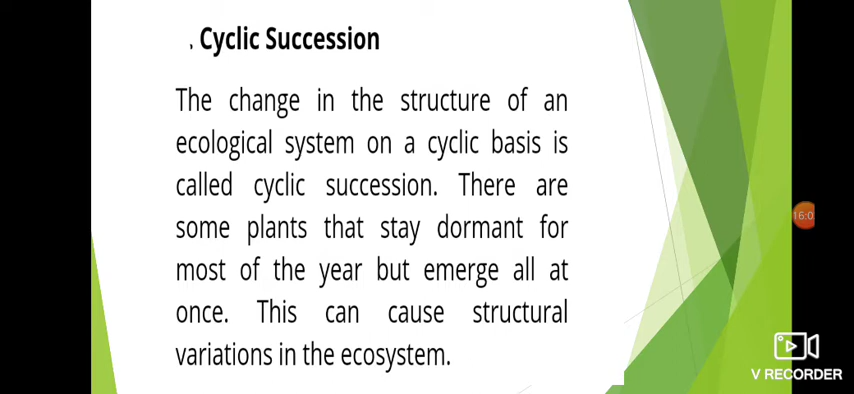 . Cyclic Succession
The change in the structure of an
ecological system on a cyclic basis is
called cyclic succession. There are
some plants that stay dormant for
most of the year but emerge all at
once. This can cause structural
variations in the ecosystem.
16:0
V RECORDER